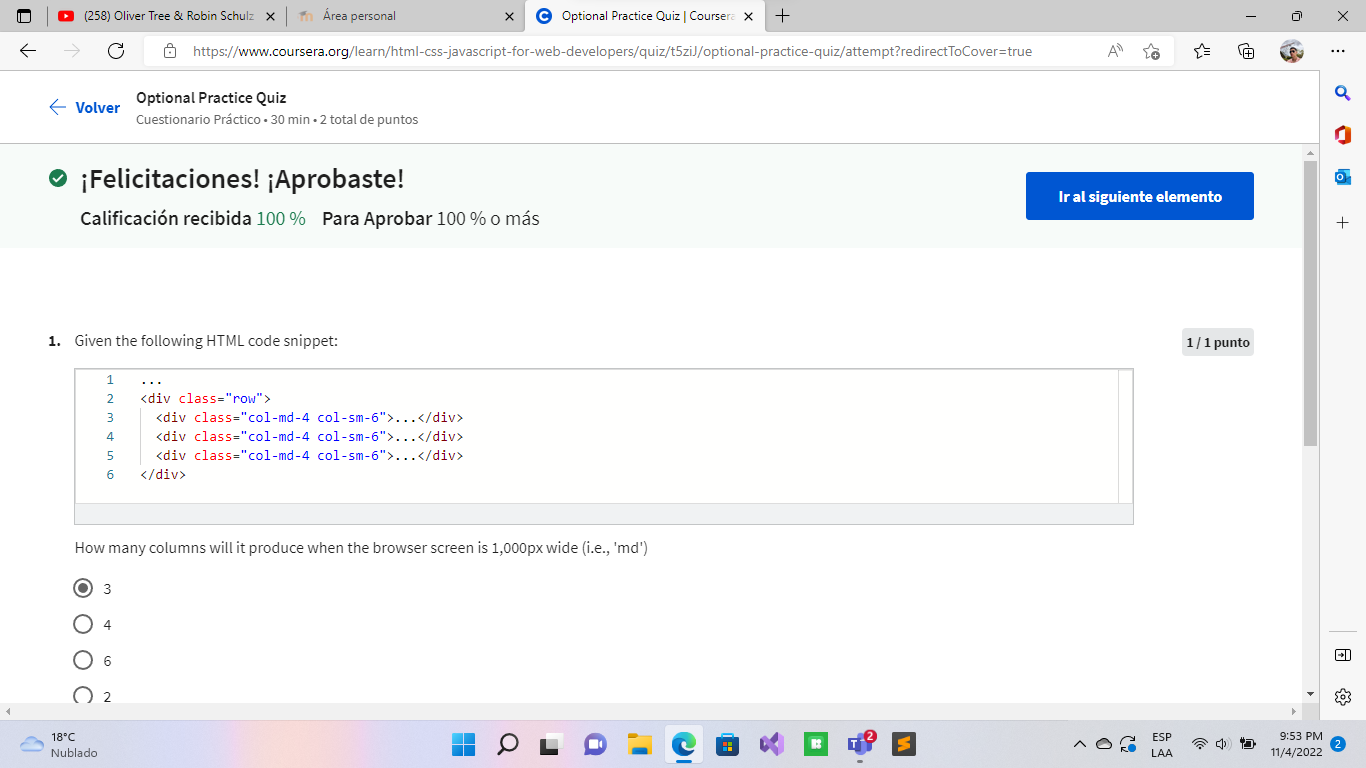 (258) Oliver Tree & Robin Schulz
Área personal
Optional Practice Quiz | Coursera
https://www.coursera.org/learn/html-css-javascript-for-web-developers/quiz/t5ziJ/optional-practice-quiz/attempt?redirectToCover=true
Volver
Optional Practice Quiz
Cuestionario Práctico • 30 min • 2 total de puntos
¡Felicitaciones! ¡Aprobaste!
Calificación recibida 100 % Para Aprobar 100 % o más
Ir al siguiente elemento
1. Given the following HTML code snippet:
1 / 1 punto
1 ...
2 <div class="row">
3 <div class="col-md-4 col-sm-6">...</div>
4 <div class="col-md-4 col-sm-6">...</div>
5 <div class="col-md-4 col-sm-6">...</div>
6 </div>
How many columns will it produce when the browser screen is 1,000px wide (i.e., 'md')
3
4
6
2
18°C
Nublado
2
ESP
LAA
9:53 PM
11/4/2022
2